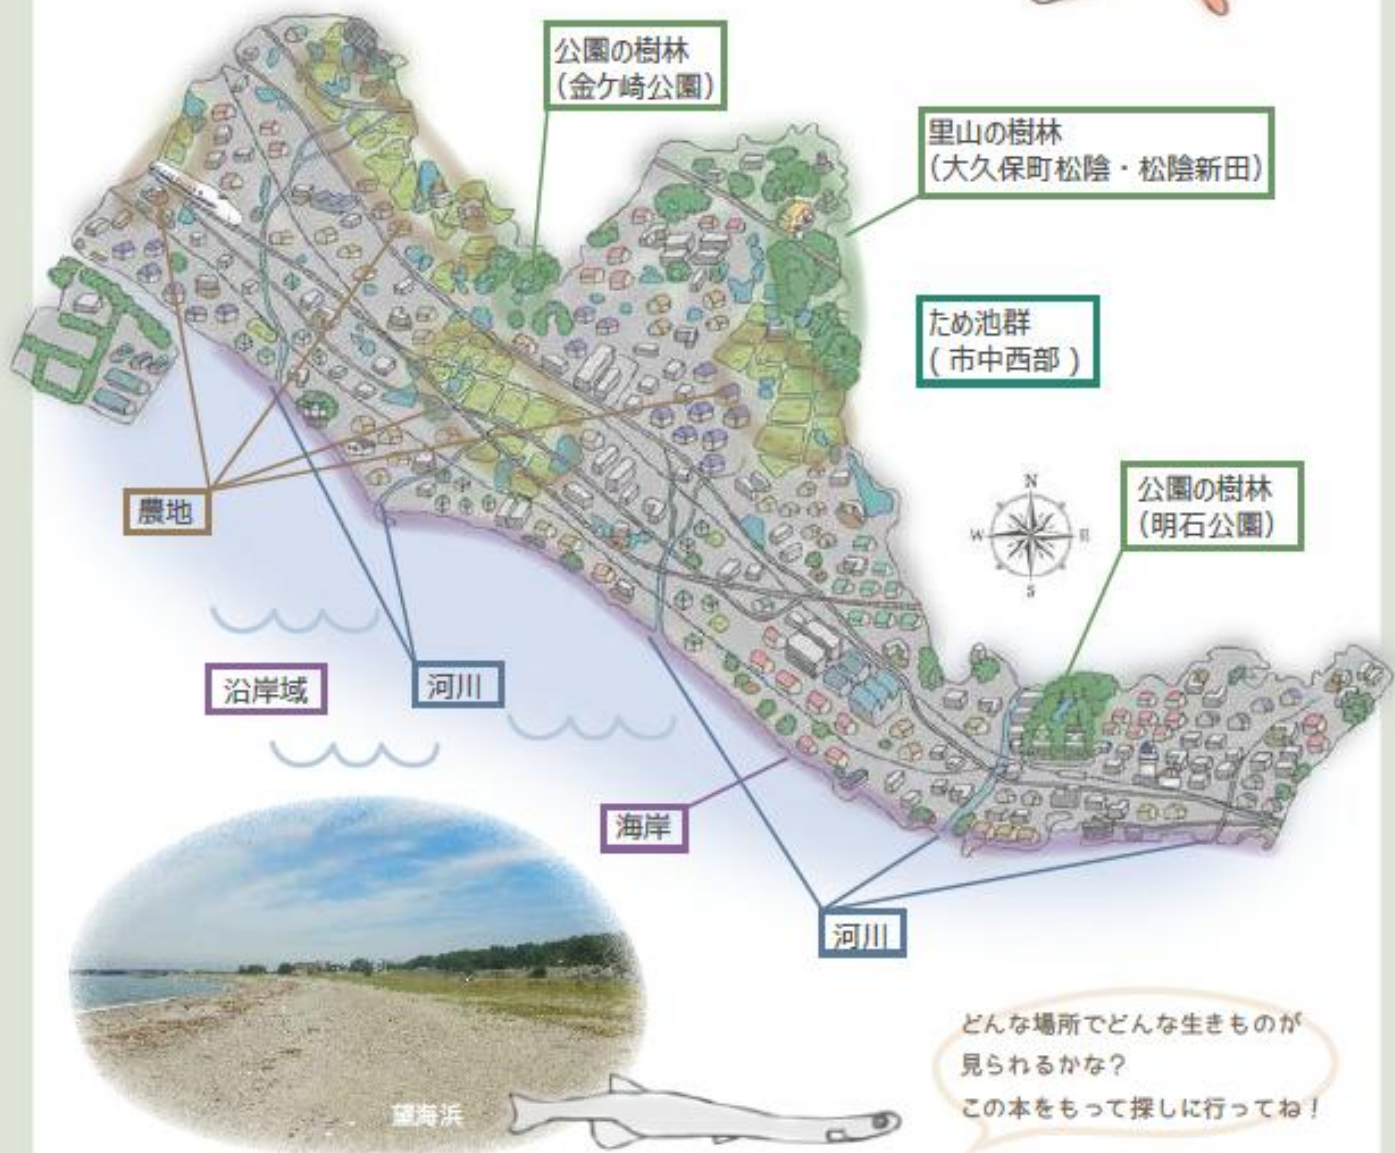 公園の樹林
(金ケ崎公園)
里山の樹林
(大久保町松陰・松陰新田)
ため池群
( 市中西部 )
公園の樹林
(明石公園)
N
W
E
S
農地
沿岸域
河川
海岸
河川
望海浜
どんな場所でどんな生きものが
見られるかな?
この本をもって探しに行ってね!